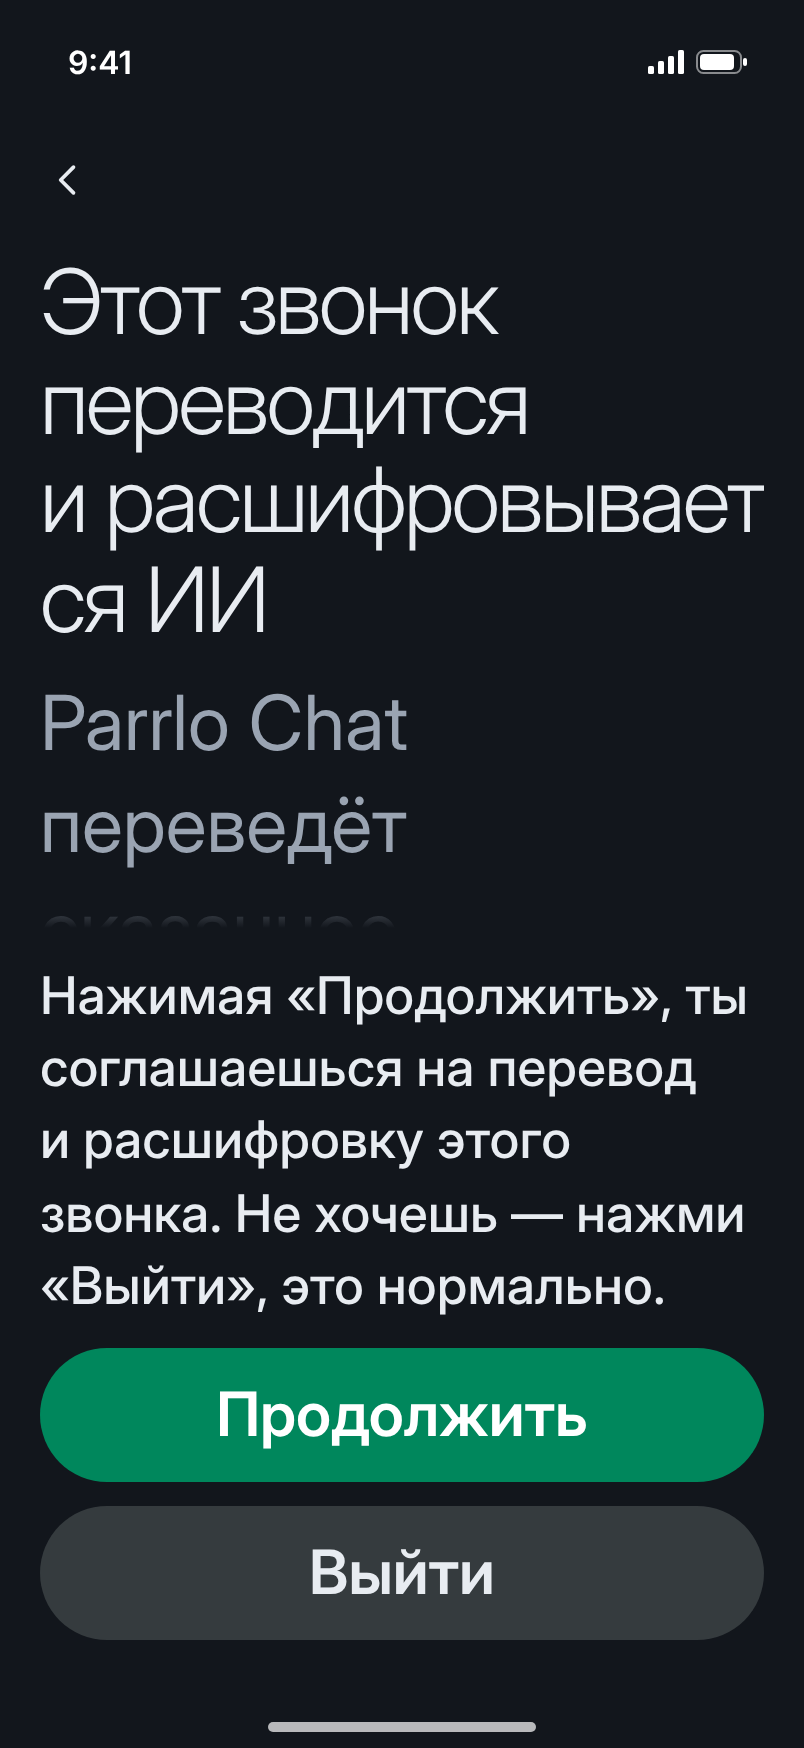 9:41
Этот звонок
переводится
и расшифровывает
ся ИИ
Parrlo Chat
переведёт
Нажимая «Продолжить», ты
соглашаешься на перевод
и расшифровку этого
звонка. Не хочешь — нажми
«Выйти», это нормально.
Продолжить
Выйти